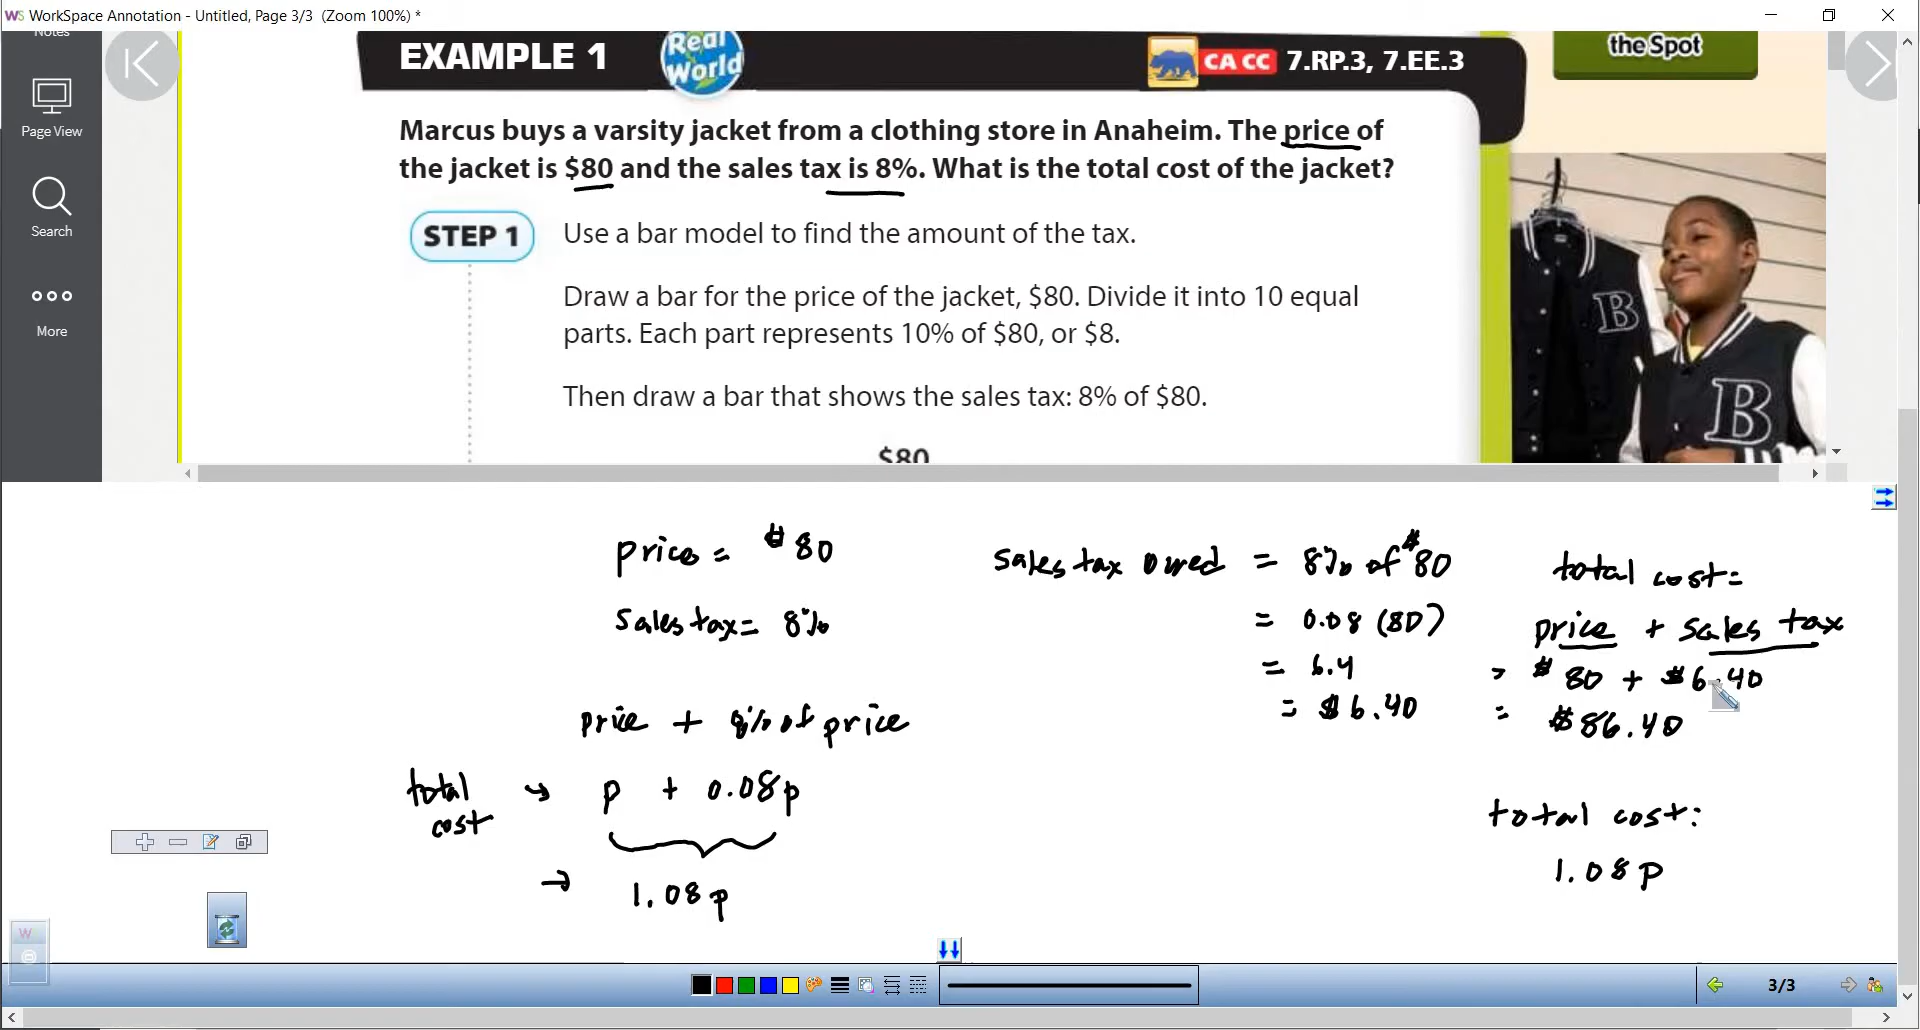 WS WorkSpace Annotation - Untitled, Page 3/3 (Zoom 100%) *
Notes
Page View
Search
More
EXAMPLE 1
Real World
CA CC 7.RP.3, 7.EE.3
the Spot
Marcus buys a varsity jacket from a clothing store in Anaheim. The price of
the jacket is $80 and the sales tax is 8%. What is the total cost of the jacket?
STEP 1 Use a bar model to find the amount of the tax.
Draw a bar for the price of the jacket, $80. Divide it into 10 equal
parts. Each part represents 10% of $80, or $8.
Then draw a bar that shows the sales tax: 8% of $80.
$80
B
B
price = $80
sales tax = 8%
price + 8% of price
total cost → p + 0.08p
→ 1.08p
sales tax owed = 8% of $80
= 0.08 (80)
= 6.4
= $6.40
total cost =
price + sales tax
= $80 + $6.40
= $86.40
total cost:
1.08p
W
3/3